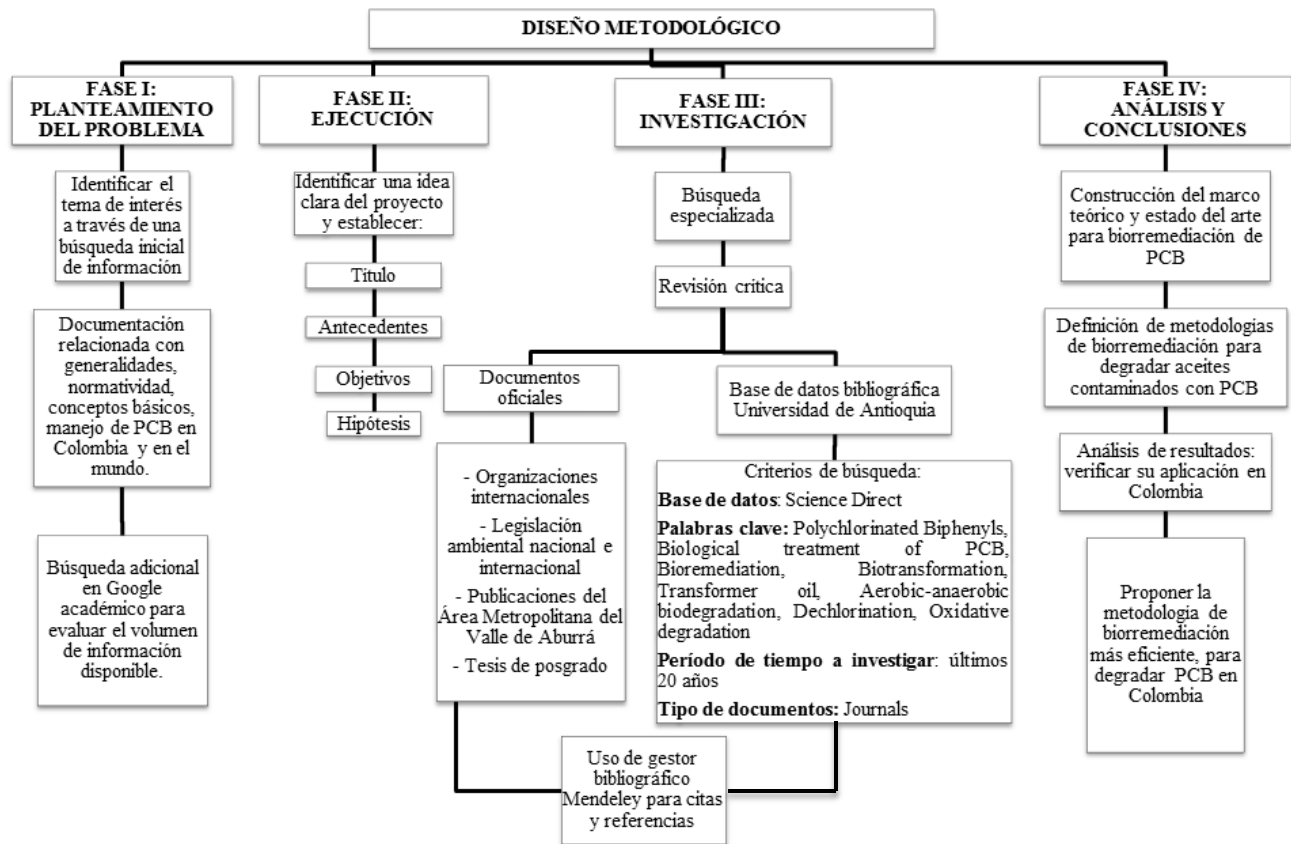 DISEÑO METODOLÓGICO
FASE I:
PLANTEAMIENTO
DEL PROBLEMA
Identificar el
tema de interés
a través de una
búsqueda inicial
de información
Documentación
relacionada con
generalidades,
normatividad,
conceptos básicos,
manejo de PCB en
Colombia y en el
mundo.
Búsqueda adicional
en Google
académico para
evaluar el volumen
de información
disponible.
FASE II:
EJECUCIÓN
Identificar una idea
clara del proyecto
y establecer:
Título
Antecedentes
Objetivos
Hipótesis
FASE III:
INVESTIGACIÓN
Búsqueda
especializada
Revisión crítica
Documentos
oficiales
- Organizaciones
internacionales
- Legislación
ambiental nacional e
internacional
- Publicaciones del
Área Metropolitana del
Valle de Aburrá
- Tesis de posgrado
Base de datos bibliográfica
Universidad de Antioquia
Criterios de búsqueda:
Base de datos: Science Direct
Palabras clave: Polychlorinated Biphenyls,
Biological treatment of PCB,
Bioremediation, Biotransformation,
Transformer oil, Aerobic-anaerobic
biodegradation, Dechlorination, Oxidative
degradation
Período de tiempo a investigar: últimos
20 años
Tipo de documentos: Journals
Uso de gestor
bibliográfico
Mendeley para citas
y referencias
FASE IV:
ANÁLISIS Y
CONCLUSIONES
Construcción del marco
teórico y estado del arte
para biorremediación de
PCB
Definición de metodologías
de biorremediación para
degradar aceites
contaminados con PCB
Análisis de resultados:
verificar su aplicación en
Colombia
Proponer la
metodología de
biorremediación
más eficiente, para
degradar PCB en
Colombia